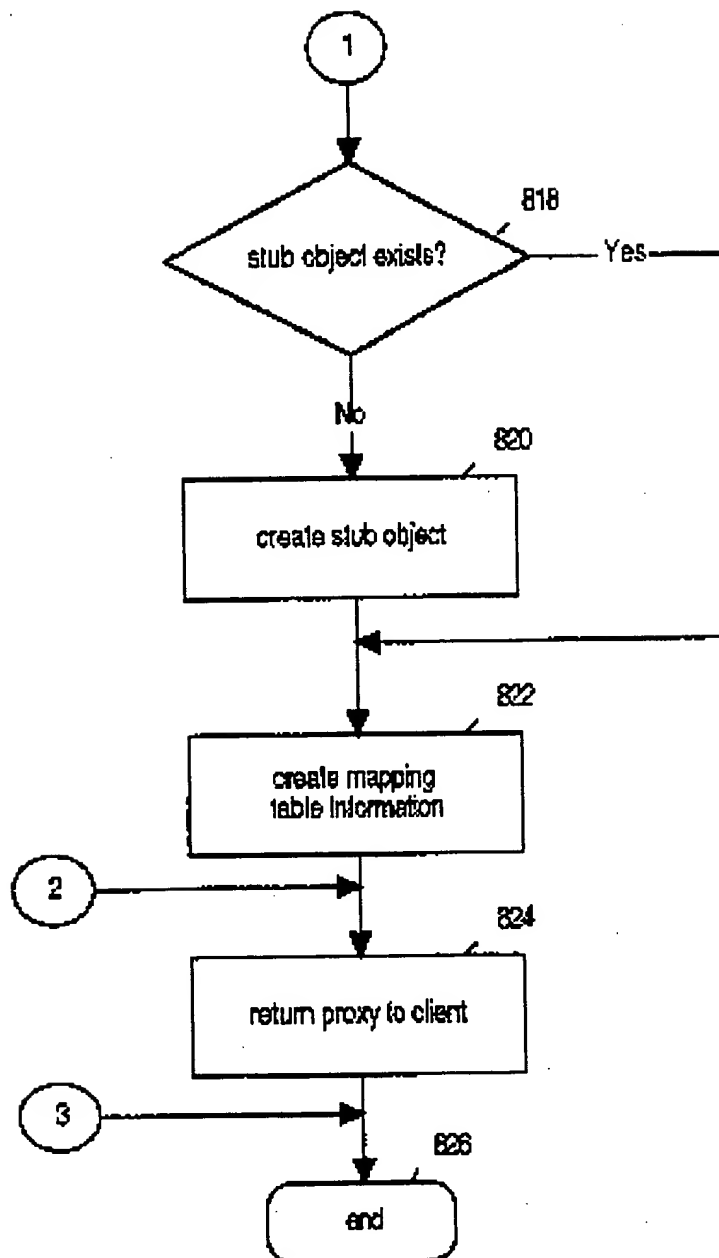 1
818
stub object exists?
Yes
No
820
create stub object
822
create mapping
table information
2
824
return proxy to client
3
826
end